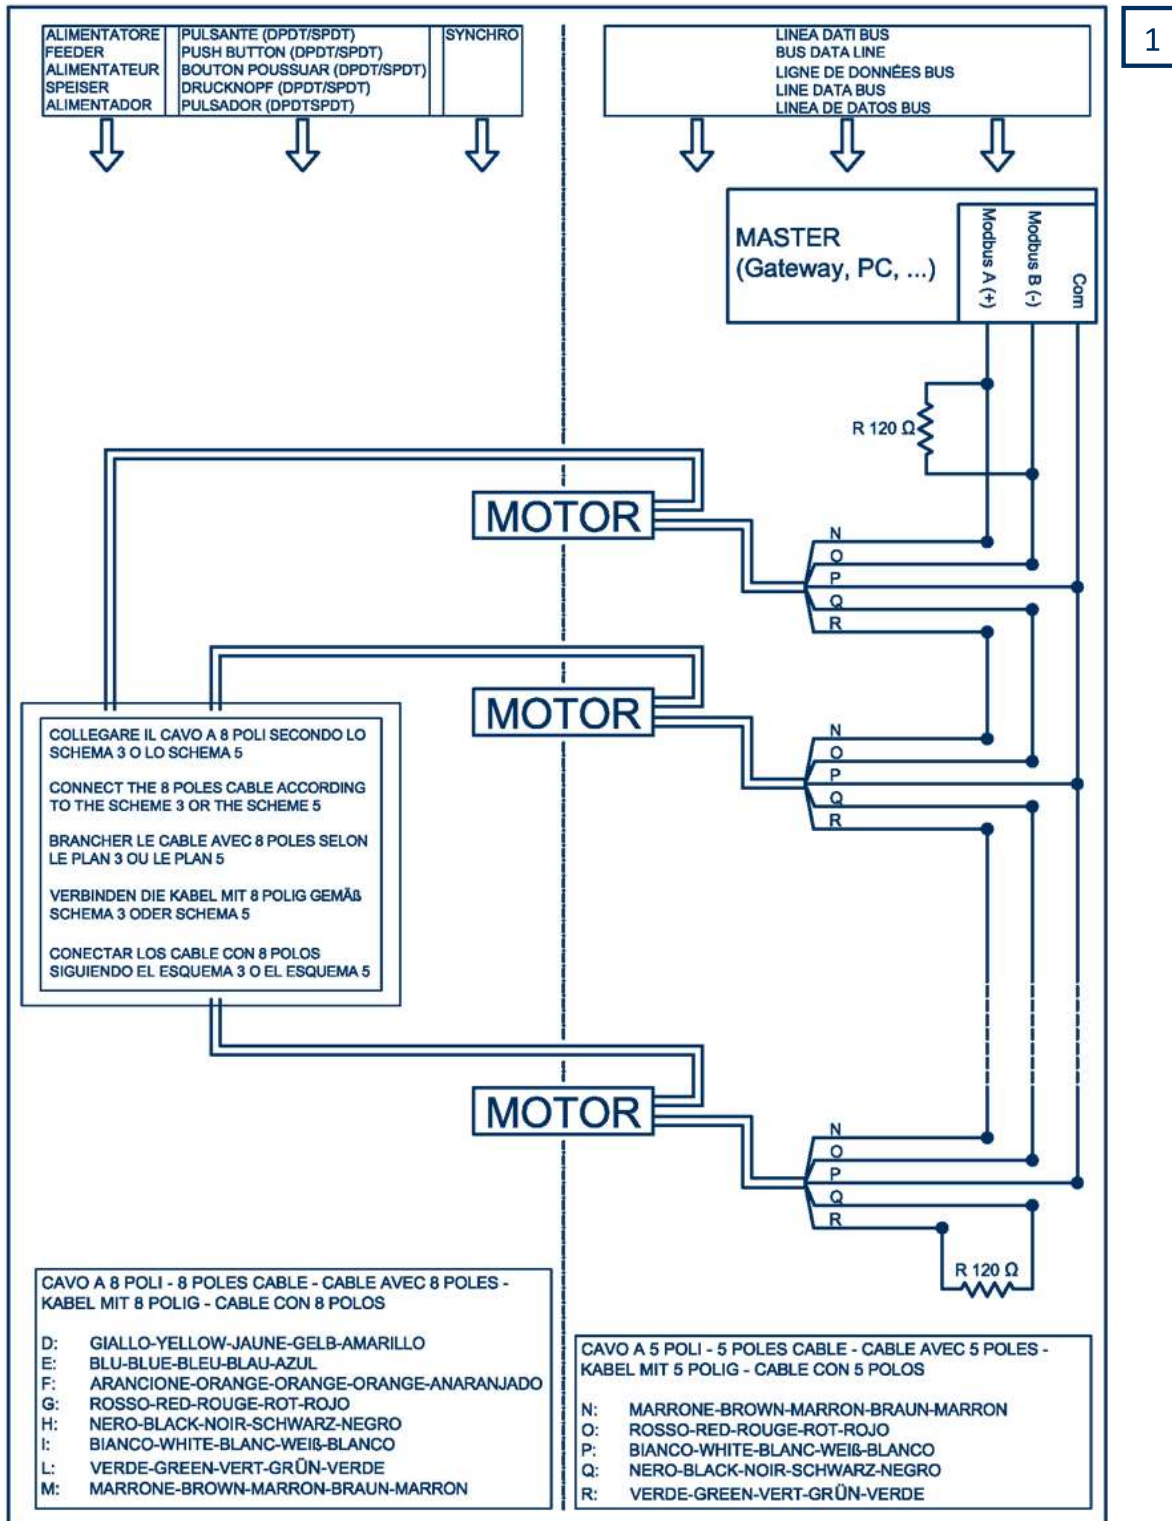 1
ALIMENTATORE
FEEDER
ALIMENTATEUR
SPEISER
ALIMENTADOR
PULSANTE (DPDT/SPDT)
PUSH BUTTON (DPDT/SPDT)
BOUTON POUSSUAR (DPDT/SPDT)
DRUCKNOPF (DPDT/SPDT)
PULSADOR (DPDTSPDT)
SYNCHRO
LINEA DATI BUS
BUS DATA LINE
LIGNE DE DONNÉES BUS
LINE DATA BUS
LINEA DE DATOS BUS
MASTER
(Gateway, PC, ...)
Modbus A (+)
Modbus B (-)
Com
R 120 Ω
MOTOR
N
O
P
Q
R
MOTOR
N
O
P
Q
R
COLLEGARE IL CAVO A 8 POLI SECONDO LO
SCHEMA 3 O LO SCHEMA 5
CONNECT THE 8 POLES CABLE ACCORDING
TO THE SCHEME 3 OR THE SCHEME 5
BRANCHER LE CABLE AVEC 8 POLES SELON
LE PLAN 3 OU LE PLAN 5
VERBINDEN DIE KABEL MIT 8 POLIG GEMÄß
SCHEMA 3 ODER SCHEMA 5
CONECTAR LOS CABLE CON 8 POLOS
SIGUIENDO EL ESQUEMA 3 O EL ESQUEMA 5
MOTOR
N
O
P
Q
R
R 120 Ω
CAVO A 8 POLI - 8 POLES CABLE - CABLE AVEC 8 POLES -
KABEL MIT 8 POLIG - CABLE CON 8 POLOS
D: GIALLO-YELLOW-JAUNE-GELB-AMARILLO
E: BLU-BLUE-BLEU-BLAU-AZUL
F: ARANCIONE-ORANGE-ORANGE-ORANGE-ANARANJADO
G: ROSSO-RED-ROUGE-ROT-ROJO
H: NERO-BLACK-NOIR-SCHWARZ-NEGRO
I: BIANCO-WHITE-BLANC-WEIß-BLANCO
L: VERDE-GREEN-VERT-GRÜN-VERDE
M: MARRONE-BROWN-MARRON-BRAUN-MARRON
CAVO A 5 POLI - 5 POLES CABLE - CABLE AVEC 5 POLES -
KABEL MIT 5 POLIG - CABLE CON 5 POLOS
N: MARRONE-BROWN-MARRON-BRAUN-MARRON
O: ROSSO-RED-ROUGE-ROT-ROJO
P: BIANCO-WHITE-BLANC-WEIß-BLANCO
Q: NERO-BLACK-NOIR-SCHWARZ-NEGRO
R: VERDE-GREEN-VERT-GRÜN-VERDE